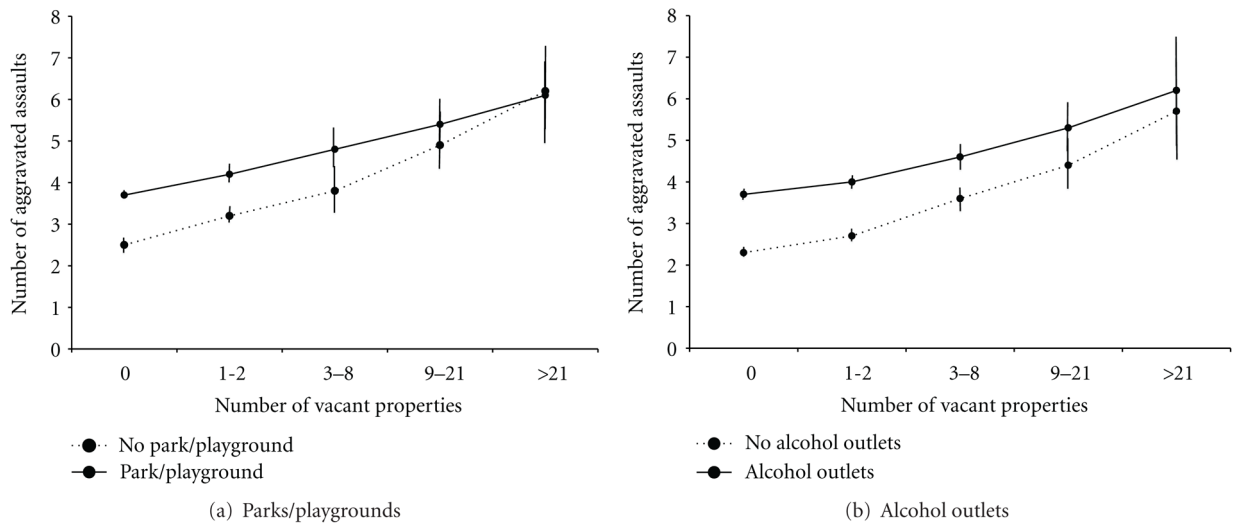 8
7
6
5
4
3
2
1
0
Number of aggravated assaults
0 1-2 3–8 9–21 >21
Number of vacant properties
No park/playground
Park/playground
(a) Parks/playgrounds
8
7
6
5
4
3
2
1
0
Number of aggravated assaults
0 1-2 3–8 9–21 >21
Number of vacant properties
No alcohol outlets
Alcohol outlets
(b) Alcohol outlets